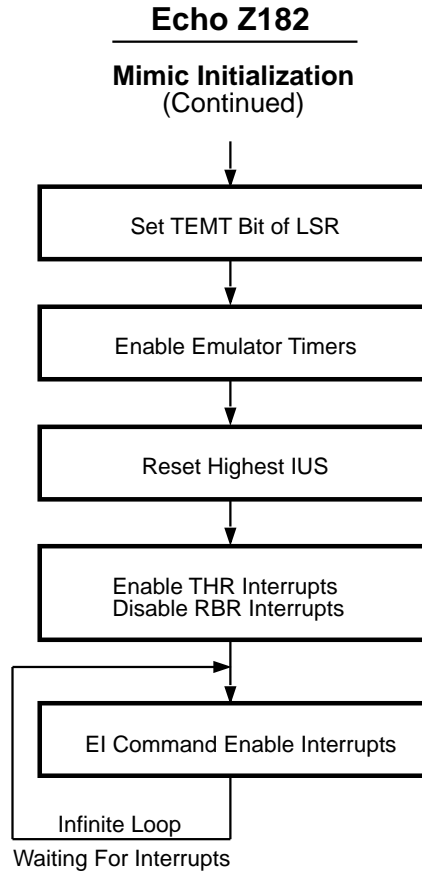 Echo Z182
Mimic Initialization
(Continued)
Set TEMT Bit of LSR
Enable Emulator Timers
Reset Highest IUS
Enable THR Interrupts
Disable RBR Interrupts
EI Command Enable Interrupts
Infinite Loop
Waiting For Interrupts